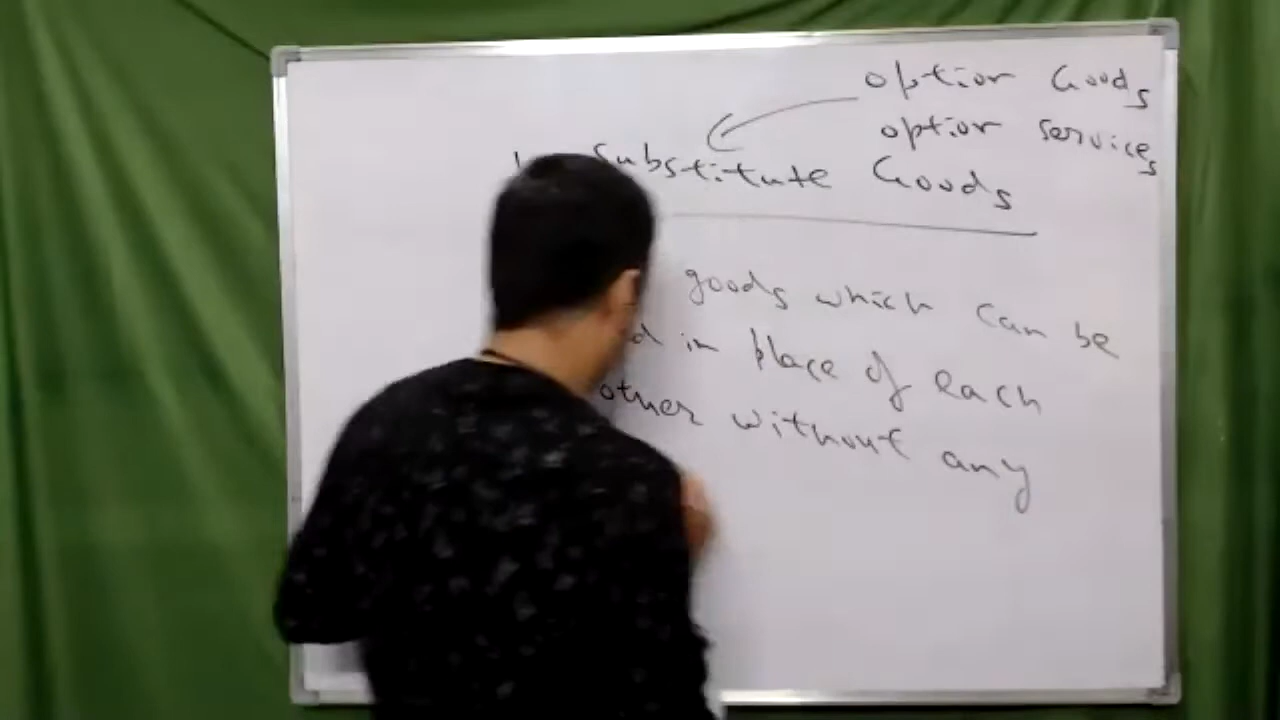 option Goods
option services
Substitute Goods
goods which can be
in place of each
other without any